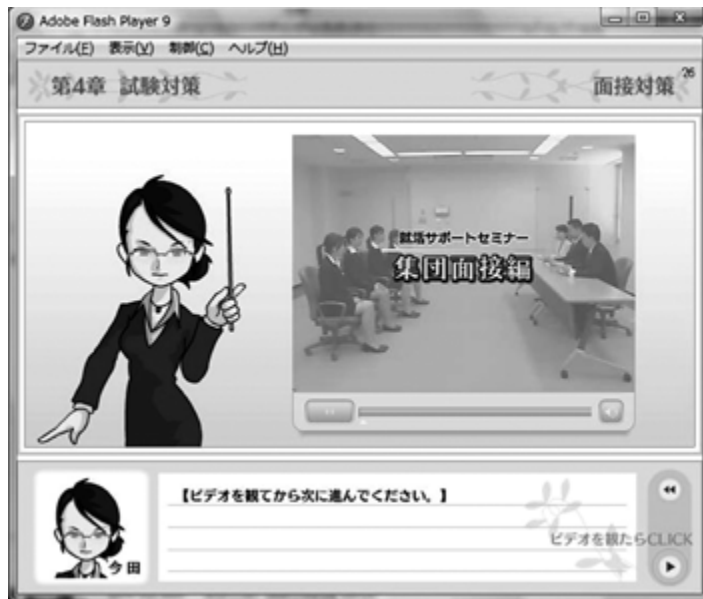 Adobe Flash Player 9
ファイル(F) 表示(V) 制御(C) ヘルプ(H)
第4章 試験対策
面接対策
26
就活サポートセミナー
集団面接編
【ビデオを観てから次に進んでください。】
ビデオを観たらCLICK
今田